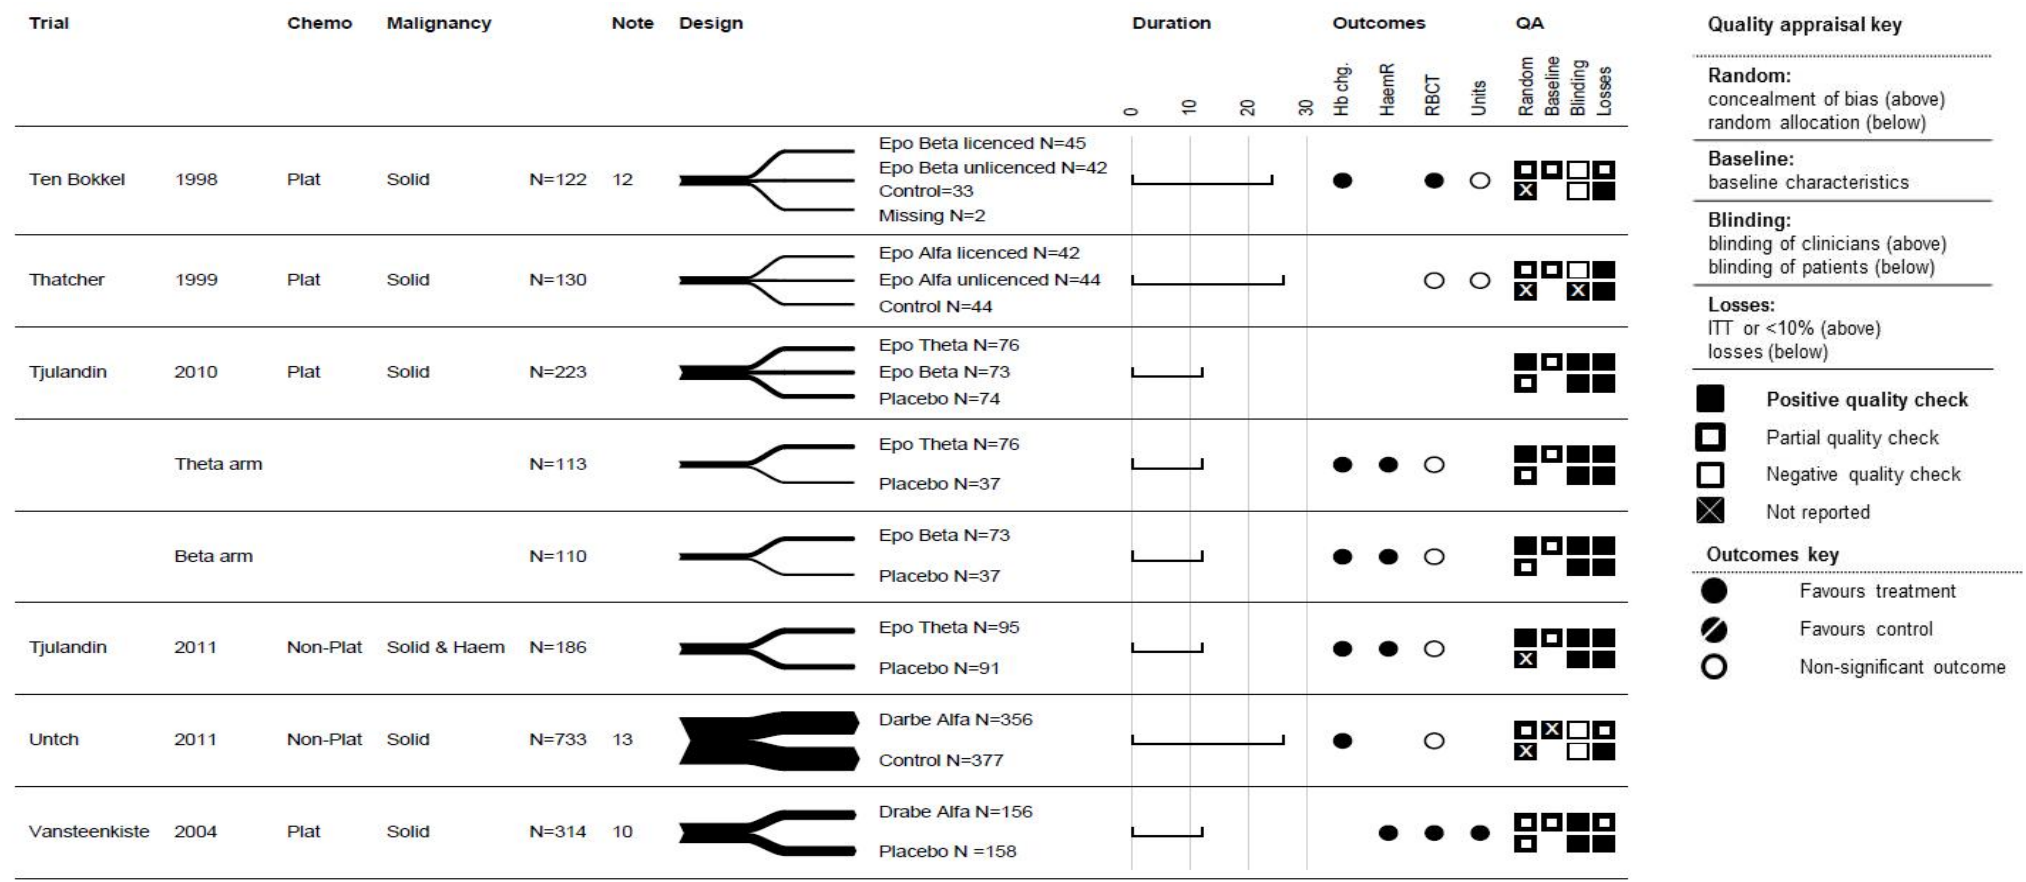 Trial Chemo Malignancy Note Design Duration Outcomes QA
0 10 20 30 Hb chg. HaemR RBCT Units Random Baseline Blinding Losses
Epo Beta licenced N=45
Epo Beta unlicenced N=42
Ten Bokkel 1998 Plat Solid N=122 12
Control=33
Missing N=2
X
Epo Alfa licenced N=42
Thatcher 1999 Plat Solid N=130 Epo Alfa unlicenced N=44
Control N=44
X X
Epo Theta N=76
Tjulandin 2010 Plat Solid N=223 Epo Beta N=73
Placebo N=74
Epo Theta N=76
Theta arm N=113
Placebo N=37
Epo Beta N=73
Beta arm N=110
Placebo N=37
Epo Theta N=95
Tjulandin 2011 Non-Plat Solid & Haem N=186
Placebo N=91
X
Darbe Alfa N=356
X
Untch 2011 Non-Plat Solid N=733 13
Control N=377
X
Drabe Alfa N=156
Vansteenkiste 2004 Plat Solid N=314 10
Placebo N =158
Quality appraisal key
Random:
concealment of bias (above)
random allocation (below)
Baseline:
baseline characteristics
Blinding:
blinding of clinicians (above)
blinding of patients (below)
Losses:
ITT or <10% (above)
losses (below)
Positive quality check
Partial quality check
Negative quality check
Not reported
Outcomes key
Favours treatment
Favours control
Non-significant outcome